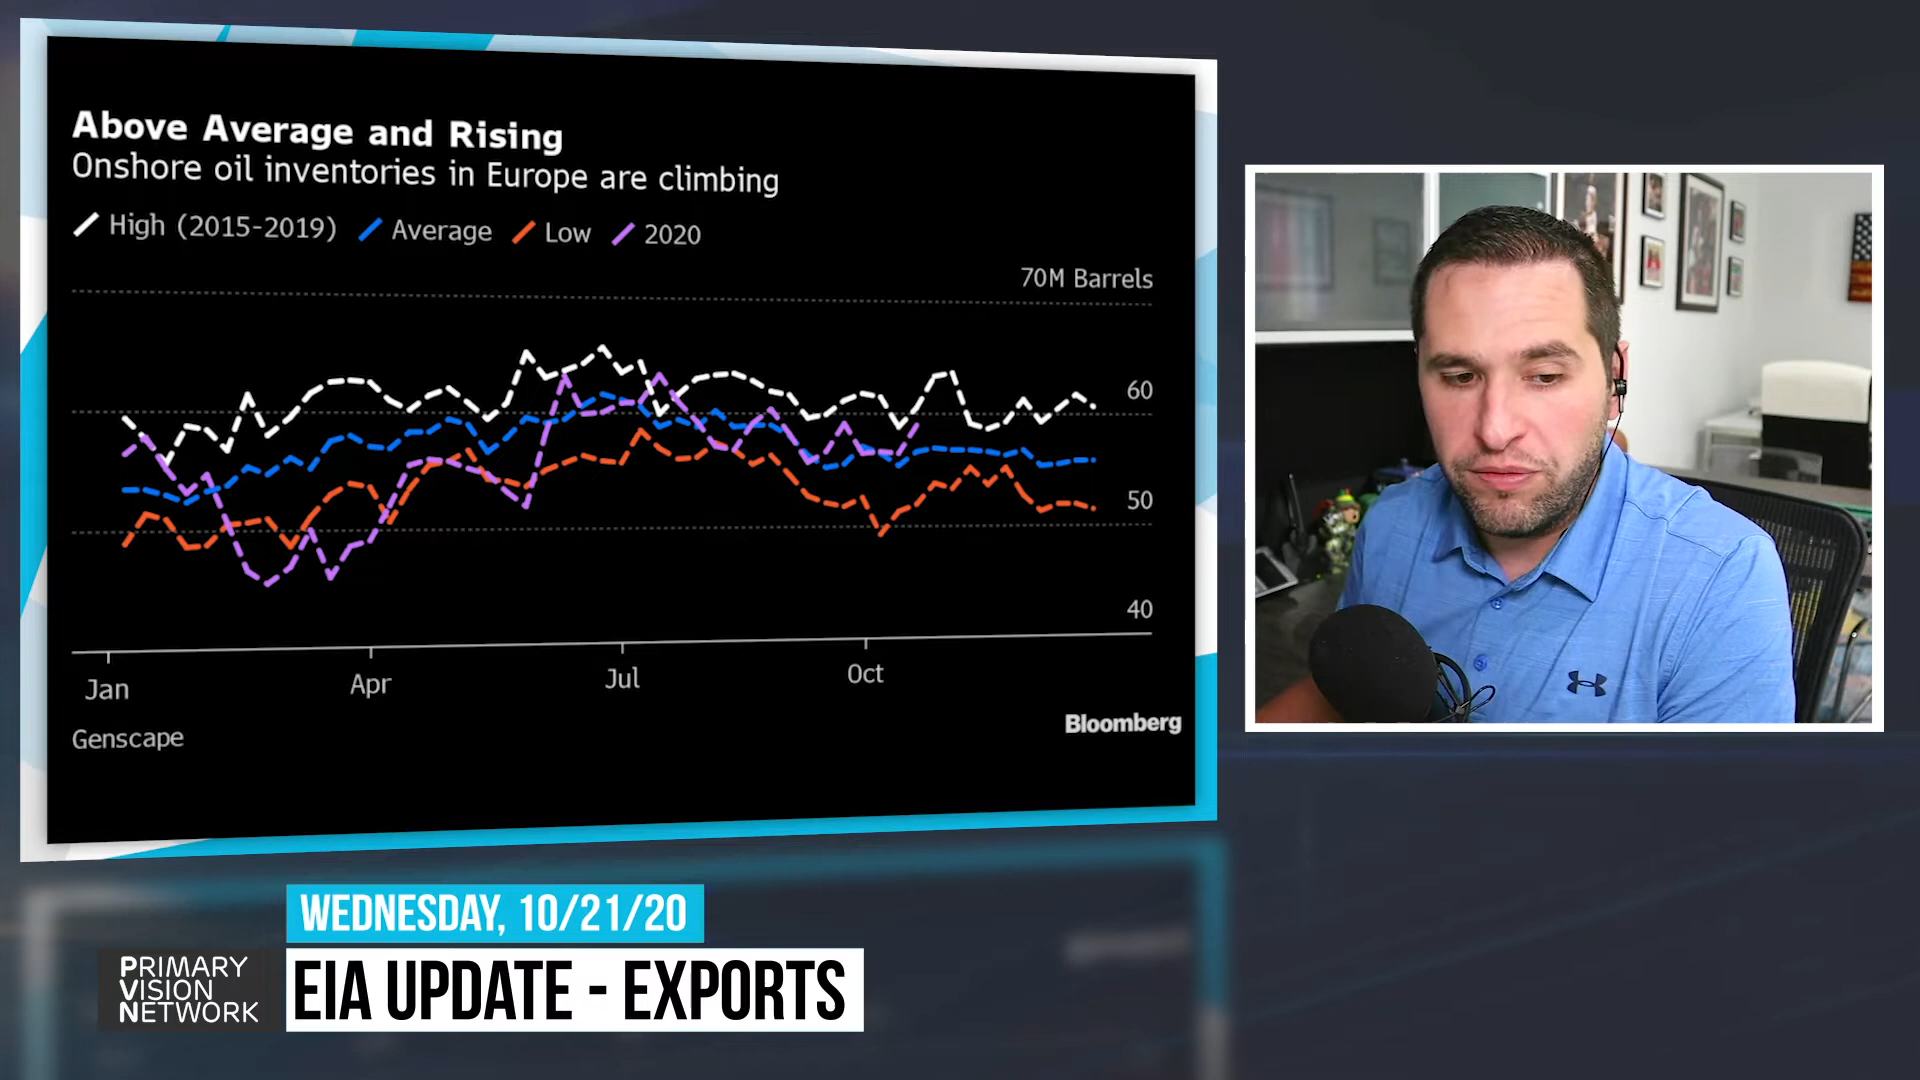 Above Average and Rising
Onshore oil inventories in Europe are climbing
High (2015-2019) Average Low 2020
70M Barrels
60
50
40
Jan Apr Jul Oct
Genscape
Bloomberg
WEDNESDAY, 10/21/20
PRIMARY
VISION
NETWORK
EIA UPDATE - EXPORTS